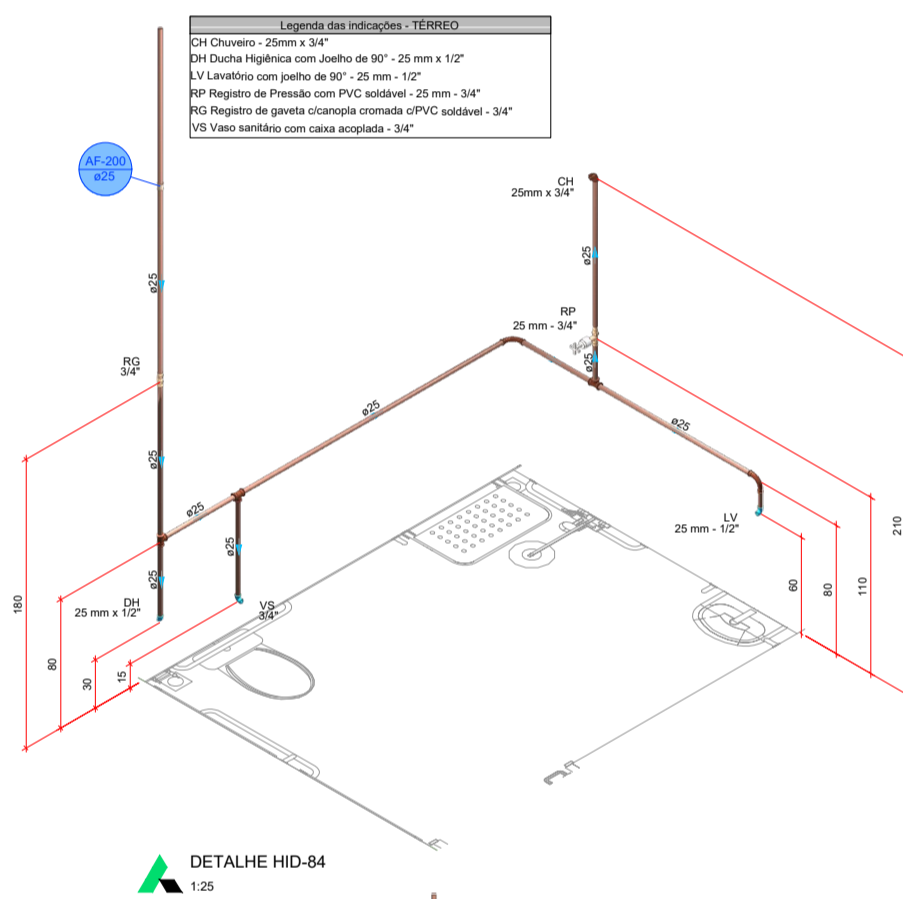 Legenda das indicações - TÉRREO
CH Chuveiro - 25mm x 3/4"
DH Ducha Higiênica com Joelho de 90° - 25 mm x 1/2"
LV Lavatório com joelho de 90° - 25 mm - 1/2"
RP Registro de Pressão com PVC soldável - 25 mm - 3/4"
RG Registro de gaveta c/canopla cromada c/PVC soldável - 3/4"
VS Vaso sanitário com caixa acoplada - 3/4"
AF-200
ø25
CH
25mm x 3/4"
ø25
ø25
RP
25 mm - 3/4"
ø25
RG
3/4"
ø25
ø25
ø25
ø25
ø25
ø25
LV
25 mm - 1/2"
DH
25 mm x 1/2"
VS
3/4"
180
80
30
15
60
80
110
210
DETALHE HID-84
1:25